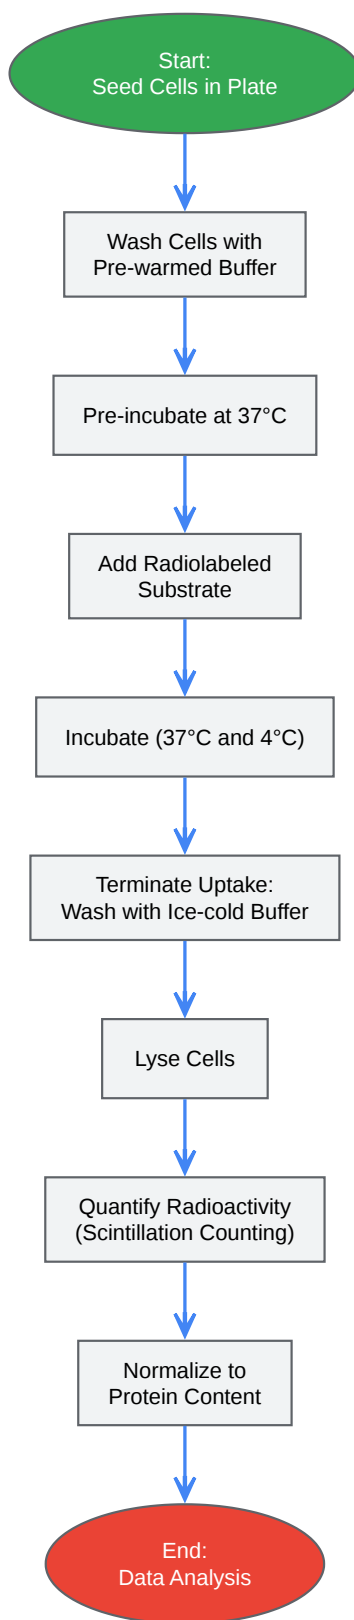 Start:
Seed Cells in Plate
Wash Cells with
Pre-warmed Buffer
Pre-incubate at 37°C
Add Radiolabeled
Substrate
Incubate (37°C and 4°C)
Terminate Uptake:
Wash with Ice-cold Buffer
Lyse Cells
Quantify Radioactivity
(Scintillation Counting)
Normalize to
Protein Content
End:
Data Analysis